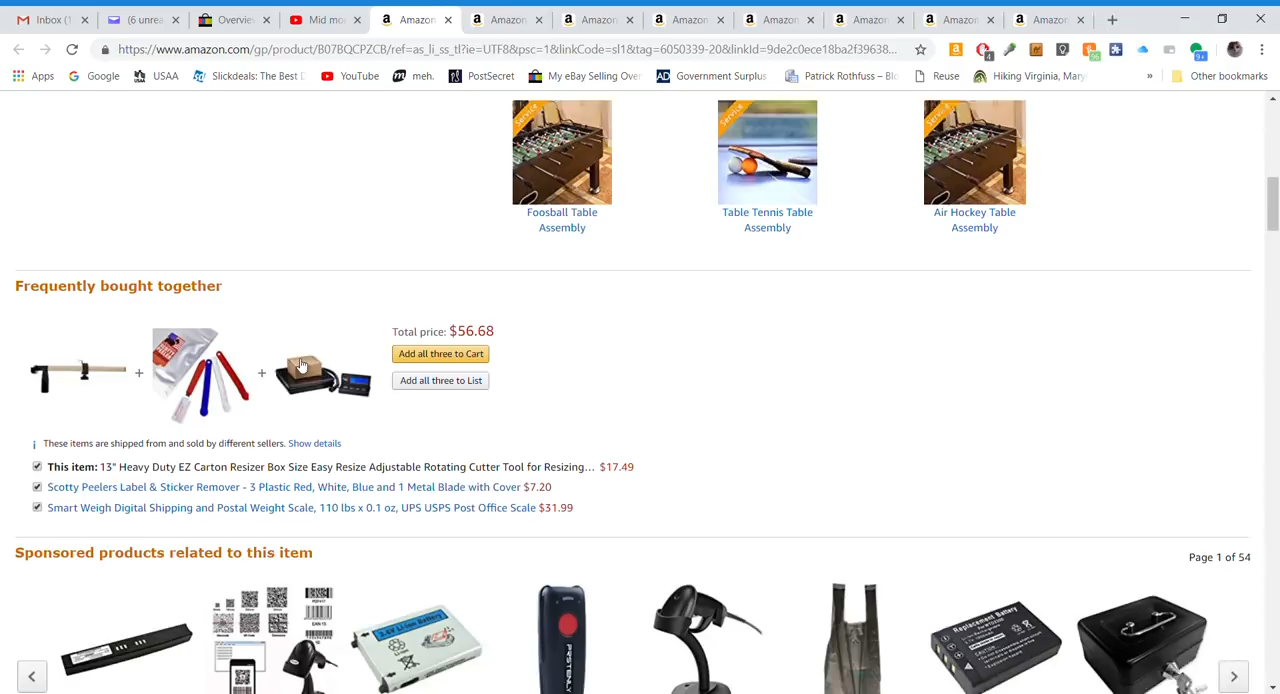 Inbox (1
(6 unrea
Overvie
Mid mo
Amazon
Amazon
Amazon
Amazon
Amazon
Amazon
Amazon
Amazon
https://www.amazon.com/gp/product/B07BQCPZCB/ref=as_li_ss_tl?ie=UTF8&psc=1&linkCode=sl1&tag=6050339-20&linkId=9de2c0ece18ba2f39638...
Apps
Google
USAA
Slickdeals: The Best D
YouTube
meh.
PostSecret
My eBay Selling Over
Government Surplus
Patrick Rothfuss – Blo
Reuse
Hiking Virginia, Mary
»
Other bookmarks
Service
Service
Service
Foosball Table
Assembly
Table Tennis Table
Assembly
Air Hockey Table
Assembly
Frequently bought together
Total price: $56.68
Add all three to Cart
Add all three to List
These items are shipped from and sold by different sellers. Show details
This item: 13" Heavy Duty EZ Carton Resizer Box Size Easy Resize Adjustable Rotating Cutter Tool for Resizing... $17.49
Scotty Peelers Label & Sticker Remover - 3 Plastic Red, White, Blue and 1 Metal Blade with Cover $7.20
Smart Weigh Digital Shipping and Postal Weight Scale, 110 lbs x 0.1 oz, UPS USPS Post Office Scale $31.99
Sponsored products related to this item
Page 1 of 54